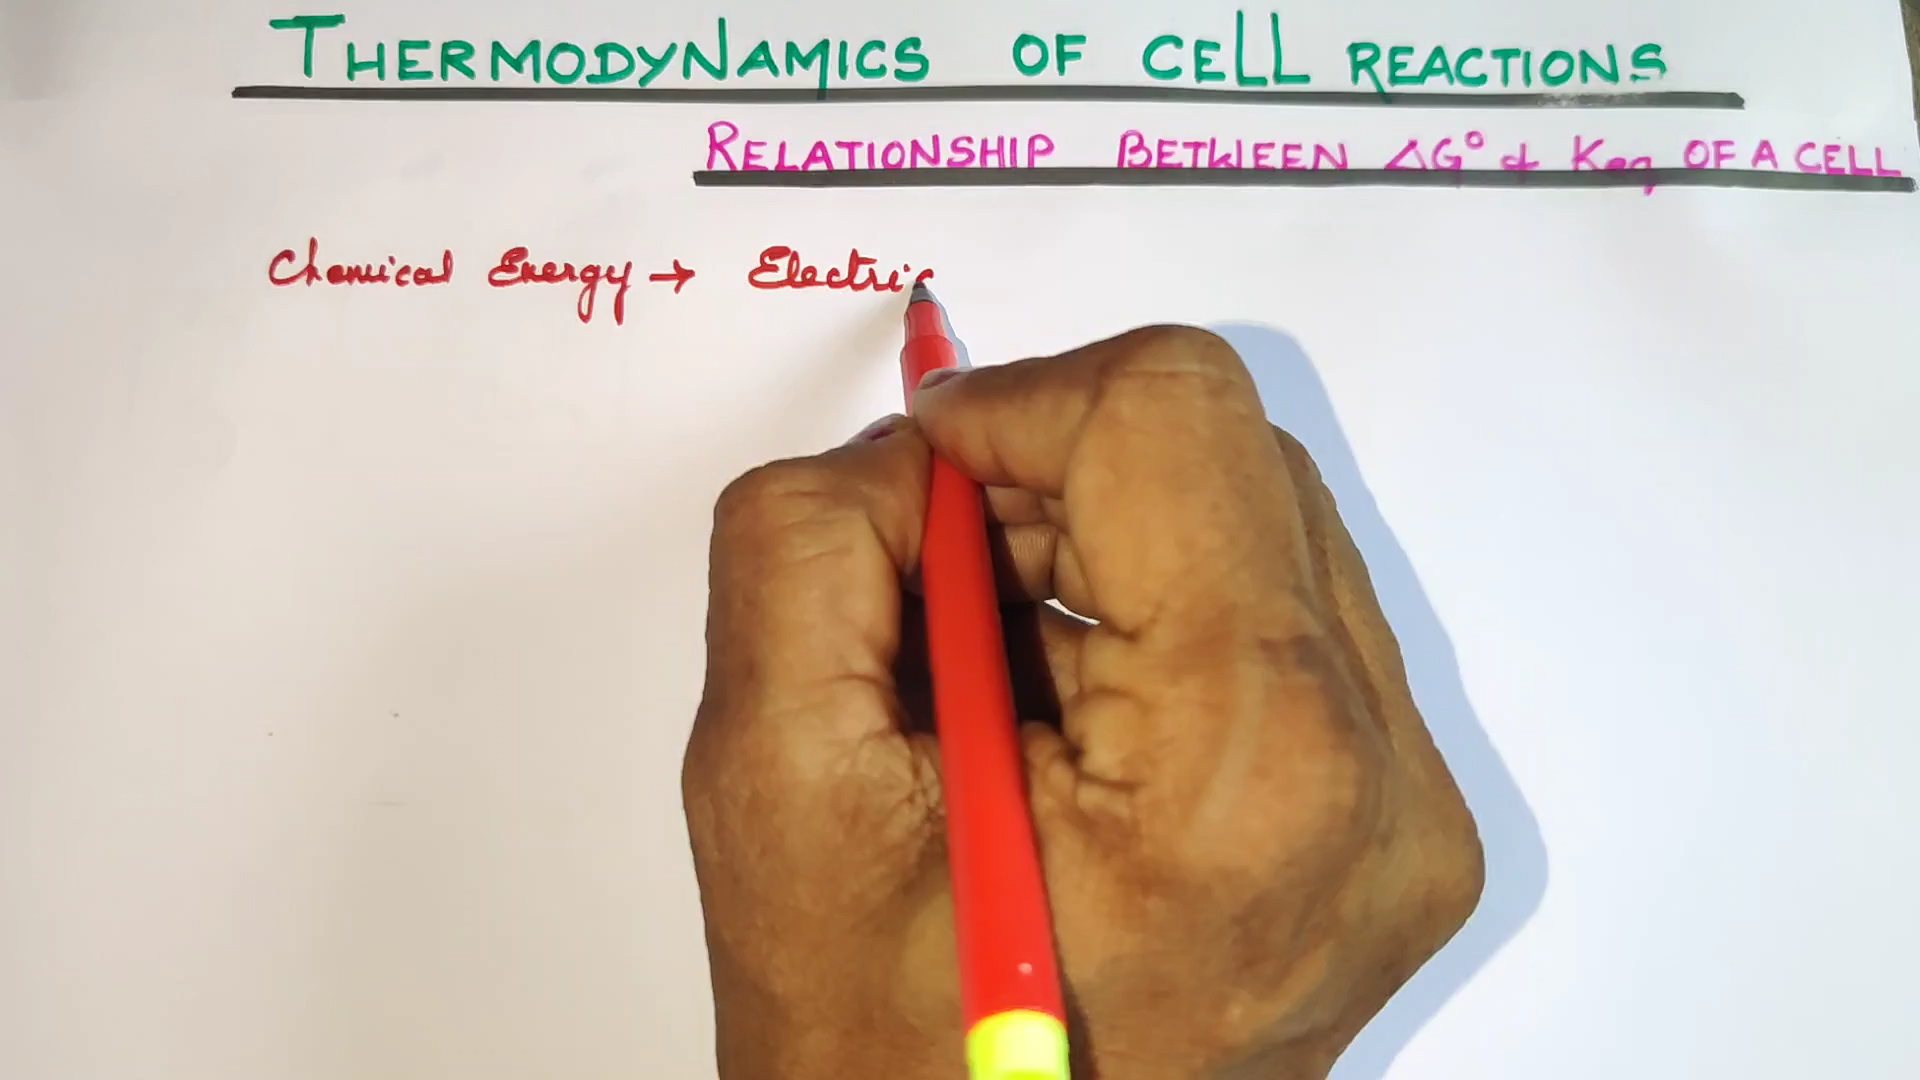 THERMODYNAMICS OF CELL REACTIONS
RELATIONSHIP BETWEEN ΔG° & Keq OF A CELL
Chemical Energy → Electric